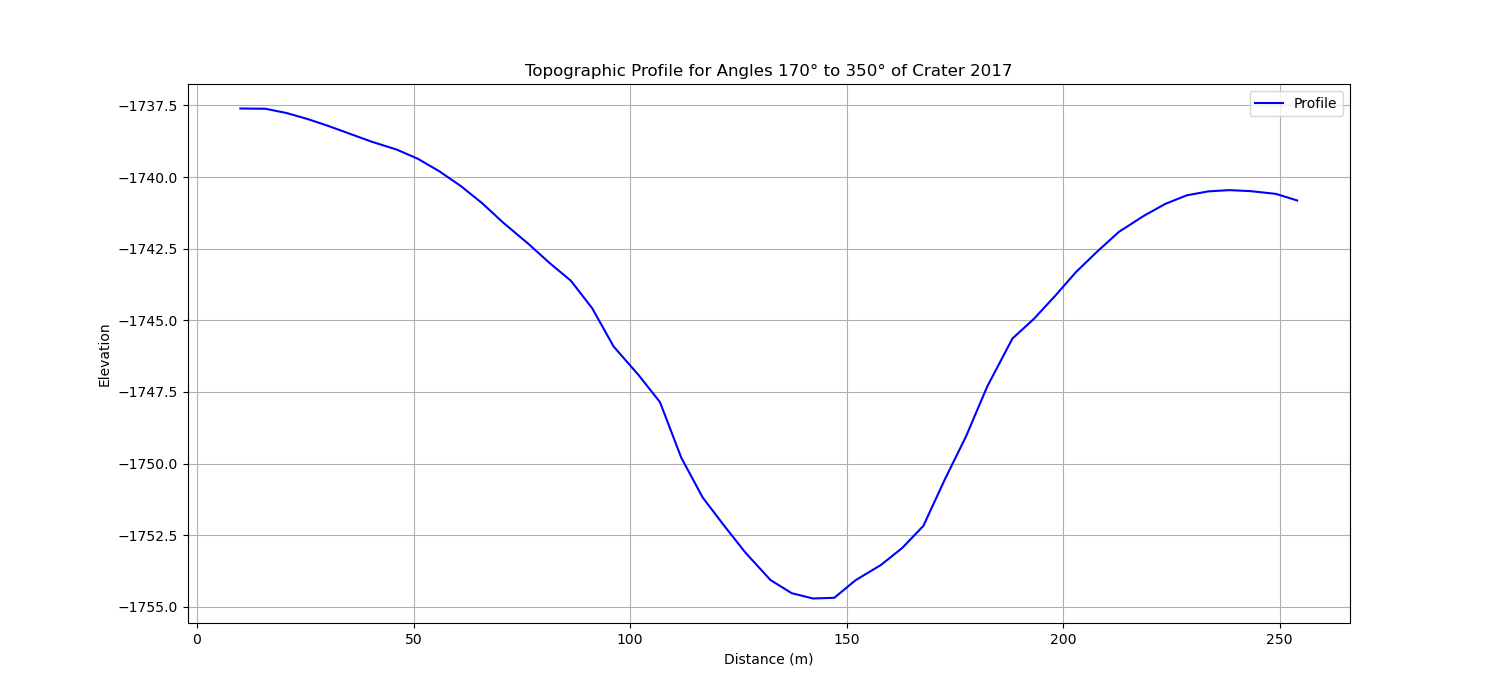 Topographic Profile for Angles 170° to 350° of Crater 2017
Profile
Elevation
−1737.5
−1740.0
−1742.5
−1745.0
−1747.5
−1750.0
−1752.5
−1755.0
0 50 100 150 200 250
Distance (m)